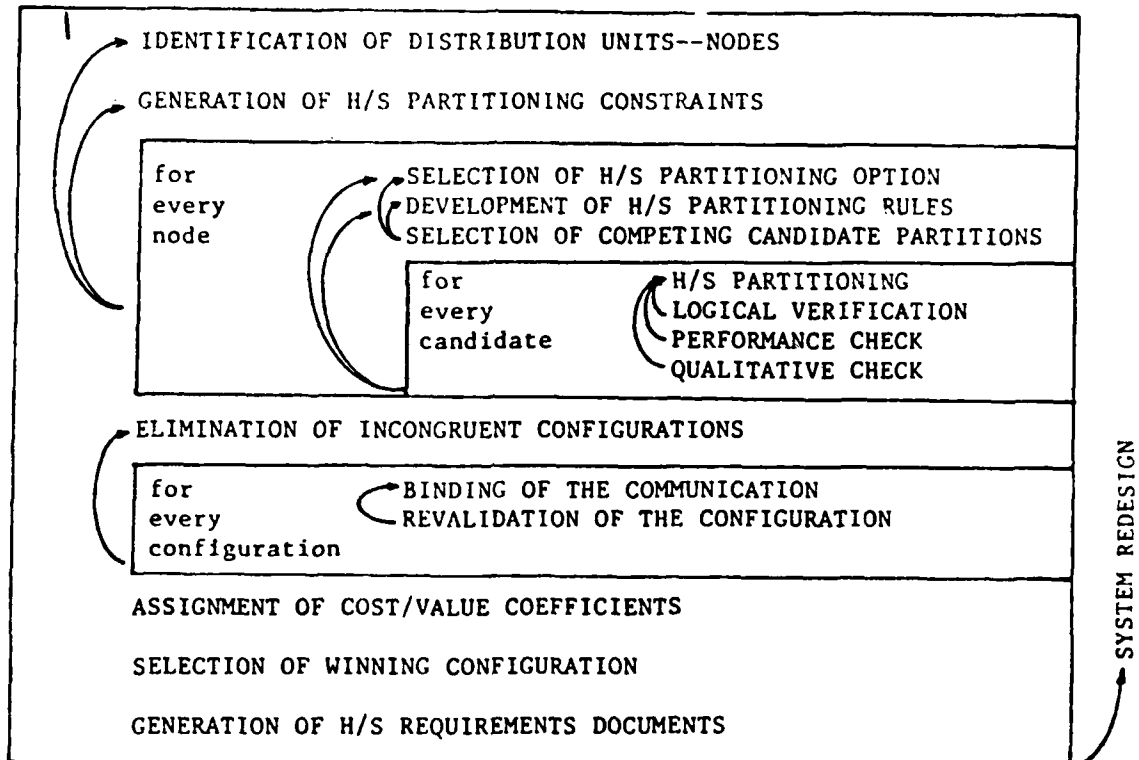 IDENTIFICATION OF DISTRIBUTION UNITS--NODES
GENERATION OF H/S PARTITIONING CONSTRAINTS
for
every
node
SELECTION OF H/S PARTITIONING OPTION
DEVELOPMENT OF H/S PARTITIONING RULES
SELECTION OF COMPETING CANDIDATE PARTITIONS
for
every
candidate
H/S PARTITIONING
LOGICAL VERIFICATION
PERFORMANCE CHECK
QUALITATIVE CHECK
ELIMINATION OF INCONGRUENT CONFIGURATIONS
for
every
configuration
BINDING OF THE COMMUNICATION
REVALIDATION OF THE CONFIGURATION
ASSIGNMENT OF COST/VALUE COEFFICIENTS
SELECTION OF WINNING CONFIGURATION
GENERATION OF H/S REQUIREMENTS DOCUMENTS
SYSTEM REDESIGN